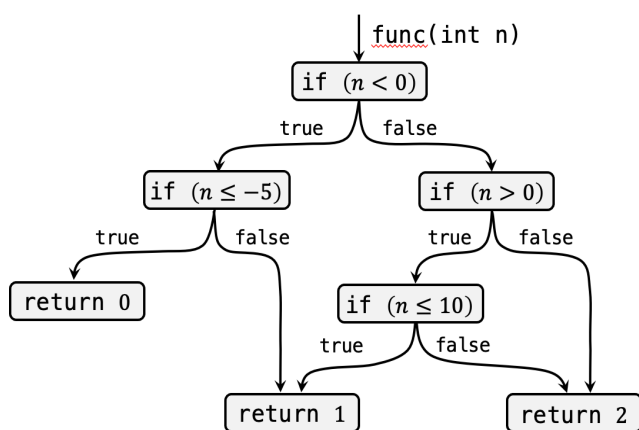 func(int n)
if (n < 0)
true
false
if (n ≤ −5)
if (n > 0)
true
false
true
false
return 0
if (n ≤ 10)
true
false
return 1
return 2